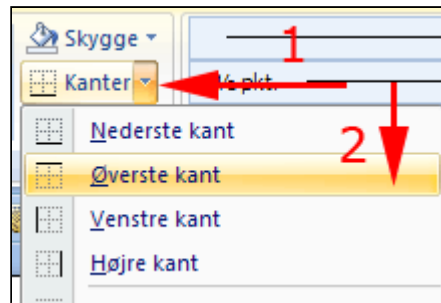 Skygge
1
Kanter
½ pkt.
Nederste kant
2
Øverste kant
Venstre kant
Højre kant